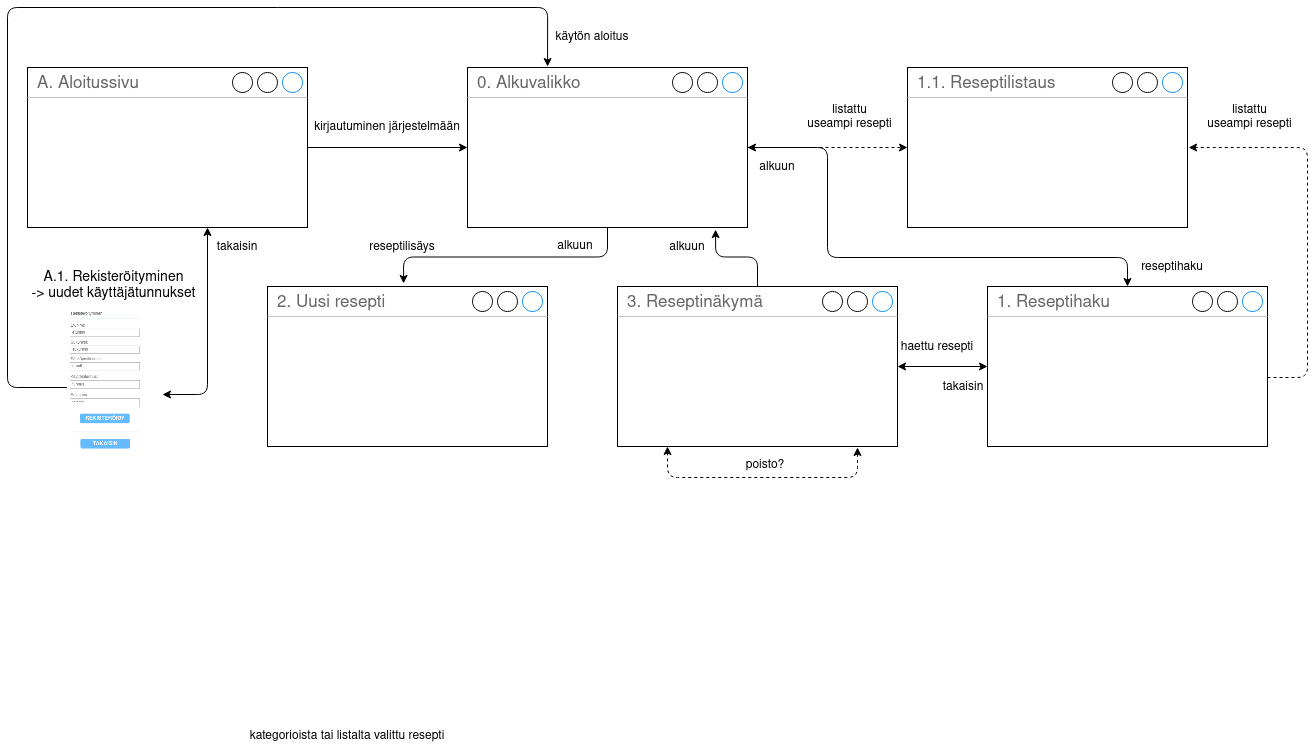 käytön aloitus
A. Aloitussivu
0. Alkuvalikko
1.1. Reseptilistaus
kirjautuminen järjestelmään
listattu
useampi resepti
listattu
useampi resepti
alkuun
takaisin
reseptilisäys
alkuun
alkuun
reseptihaku
A.1. Rekisteröityminen
-> uudet käyttäjätunnukset
2. Uusi resepti
3. Reseptinäkymä
1. Reseptihaku
haettu resepti
takaisin
REKISTERÖIDY
TAKAISIN
poisto?
kategorioista tai listalta valittu resepti